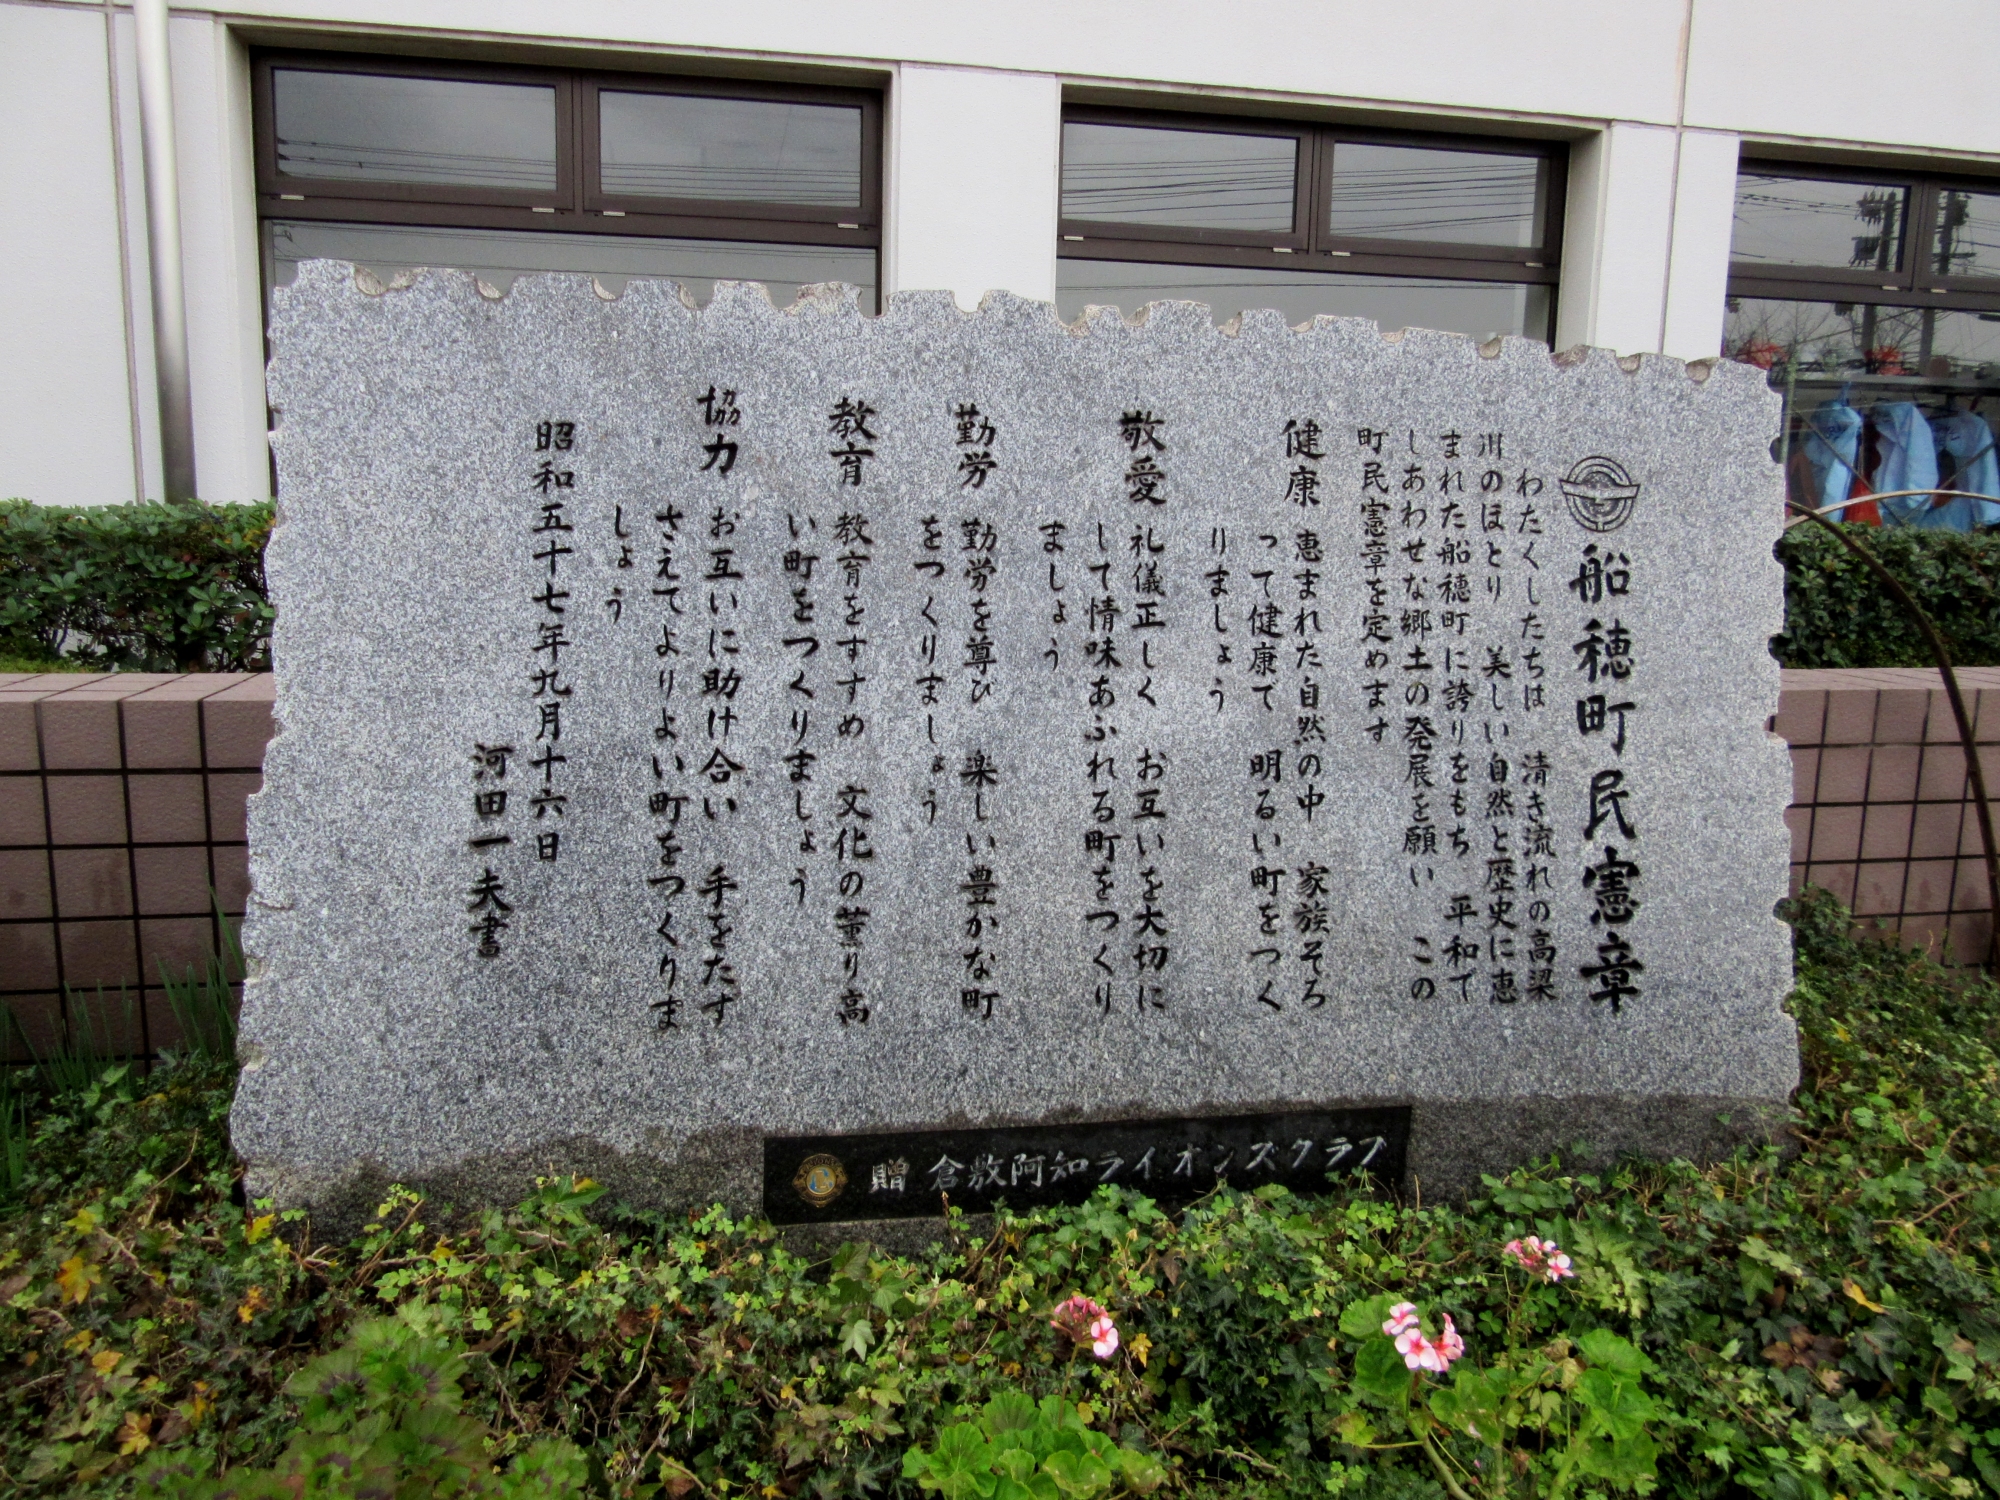 船穂町民憲章
わたくしたちは　清き流れの高梁
川のほとり　美しい自然と歴史に恵
まれた船穂町に誇りをもち　平和で
しあわせな郷土の発展を願い　この
町民憲章を定めます
健康　恵まれた自然の中　家族そろ
って健康で　明るい町をつく
りましょう
敬愛　礼儀正しく　お互いを大切に
して情味あふれる町をつくり
ましょう
勤労　勤労を尊び　楽しい豊かな町
をつくりましょう
教育　教育をすすめ　文化の薫り高
い町をつくりましょう
協力　お互いに助け合い　手をたず
さえてよりよい町をつくりま
しょう
昭和五十七年九月十六日
河田一夫書
贈　倉敷阿知ライオンズクラブ